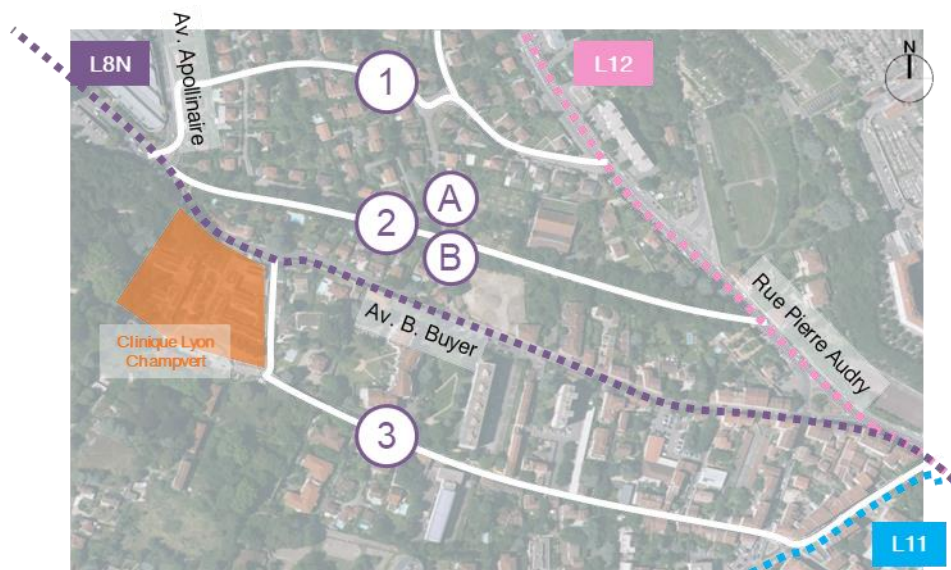 L8N
Av. Apollinaire
1
L12
N
2
A
B
Av. B. Buyer
Rue Pierre Audry
Clinique Lyon
Champvert
3
L11